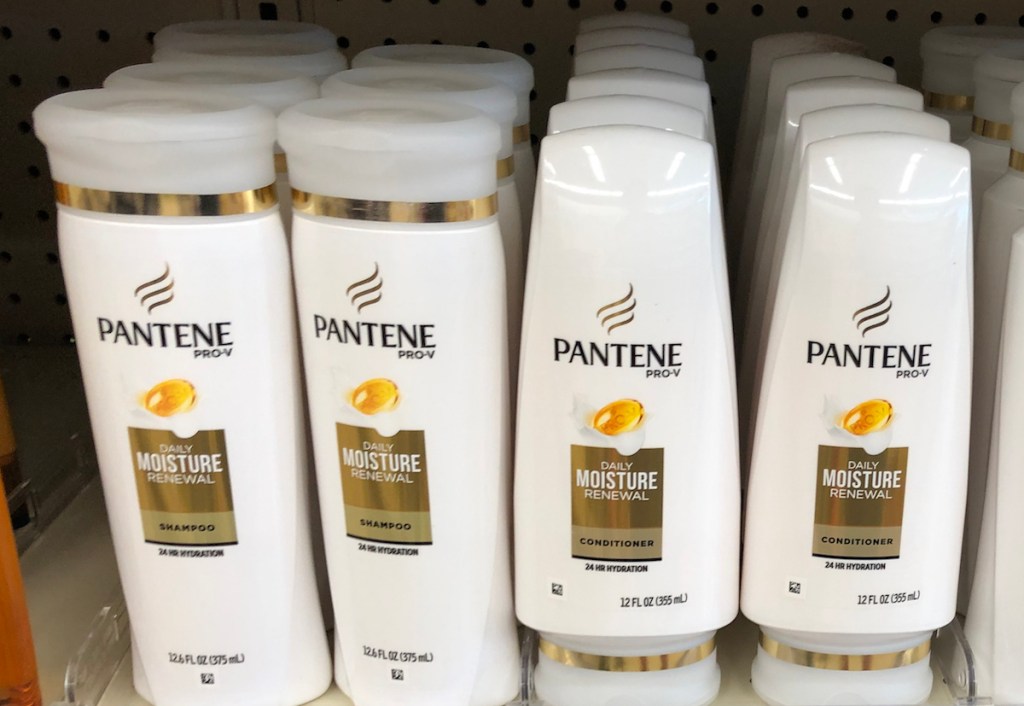 PANTENE
PRO-V
DAILY
MOISTURE
RENEWAL
SHAMPOO
24 HR HYDRATION
12.6 FL OZ (375 mL)
PANTENE
PRO-V
DAILY
MOISTURE
RENEWAL
SHAMPOO
24 HR HYDRATION
12.6 FL OZ (375 mL)
PANTENE
PRO-V
DAILY
MOISTURE
RENEWAL
CONDITIONER
24 HR HYDRATION
12 FL OZ (355 mL)
PANTENE
PRO-V
DAILY
MOISTURE
RENEWAL
CONDITIONER
24 HR HYDRATION
12 FL OZ (355 mL)